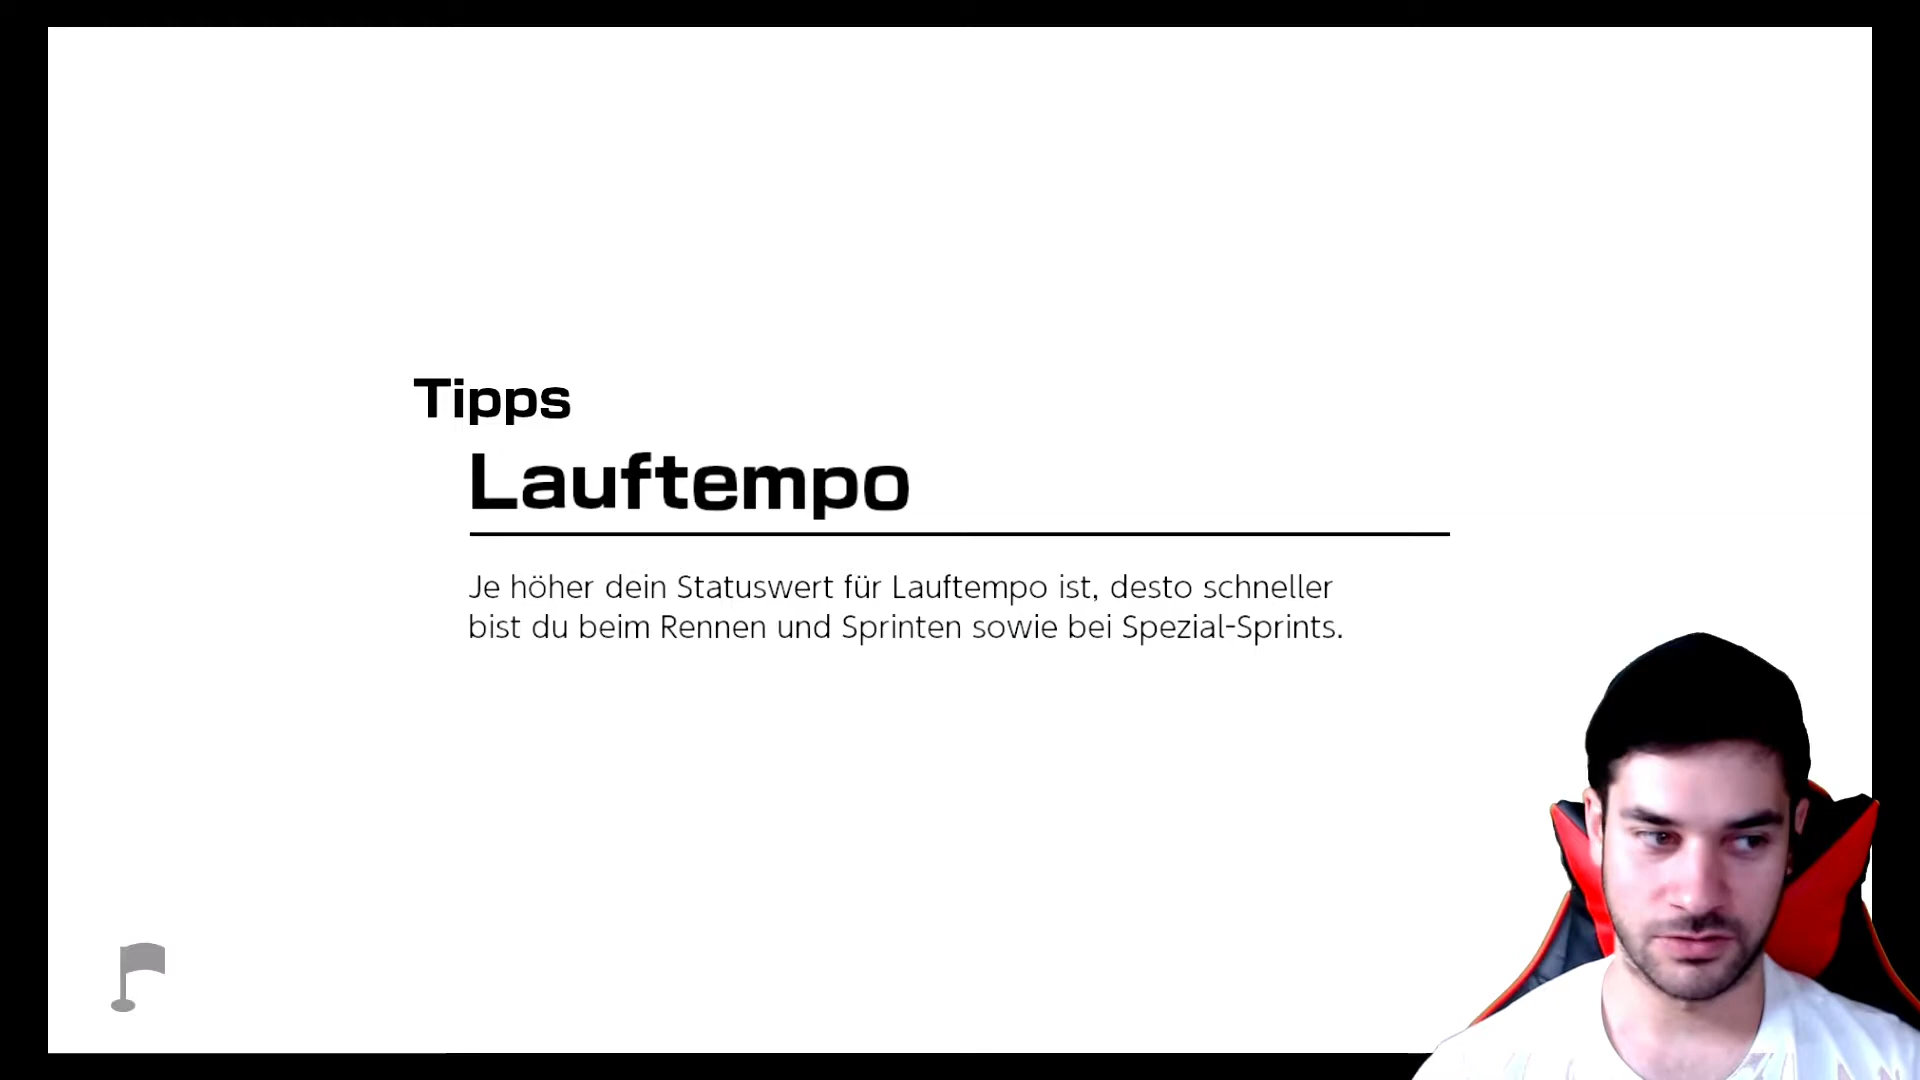 Tipps
Lauftempo
Je höher dein Statuswert für Lauftempo ist, desto schneller
bist du beim Rennen und Sprinten sowie bei Spezial-Sprints.